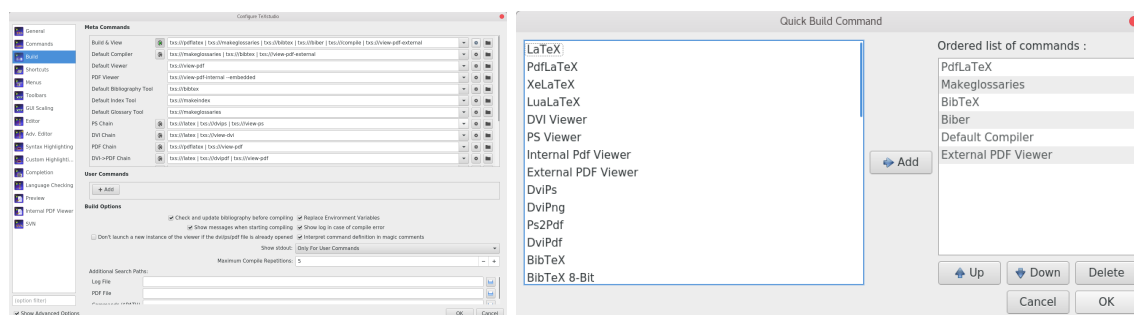 Configure TeXstudio
General
Commands
Build
Shortcuts
Menus
Toolbars
GUI Scaling
Editor
Adv. Editor
Syntax Highlighting
Custom Highlighti...
Completion
Language Checking
Preview
Internal PDF Viewer
SVN
(option filter)
Show Advanced Options
Meta Commands
Build & View txs:///pdflatex | txs:///makeglossaries | txs:///bibtex | txs:///biber | txs:///compile | txs:///view-pdf-external
Default Compiler txs:///makeglossaries | txs:///bibtex | txs:///view-pdf-external
Default Viewer txs:///view-pdf
PDF Viewer txs:///view-pdf-internal --embedded
Default Bibliography Tool txs:///bibtex
Default Index Tool txs:///makeindex
Default Glossary Tool txs:///makeglossaries
PS Chain txs:///latex | txs:///dvips | txs:///view-ps
DVI Chain txs:///latex | txs:///view-dvi
PDF Chain txs:///pdflatex | txs:///view-pdf
DVI->PDF Chain txs:///latex | txs:///dvipdf | txs:///view-pdf
User Commands
+ Add
Build Options
Check and update bibliography before compiling Replace Environment Variables
Show messages when starting compiling Show log in case of compile error
Don't launch a new instance of the viewer if the dvi/ps/pdf file is already opened Interpret command definition in magic comments
Show stdout: Only For User Commands
Maximum Compile Repetitions: 5
Additional Search Paths:
Log File
PDF File
OK Cancel
Quick Build Command
LaTeX
PdfLaTeX
XeLaTeX
LuaLaTeX
DVI Viewer
PS Viewer
Internal Pdf Viewer
External PDF Viewer
DviPs
DviPng
Ps2Pdf
DviPdf
BibTeX
BibTeX 8-Bit
Add
Ordered list of commands :
PdfLaTeX
Makeglossaries
BibTeX
Biber
Default Compiler
External PDF Viewer
Up Down Delete
Cancel OK